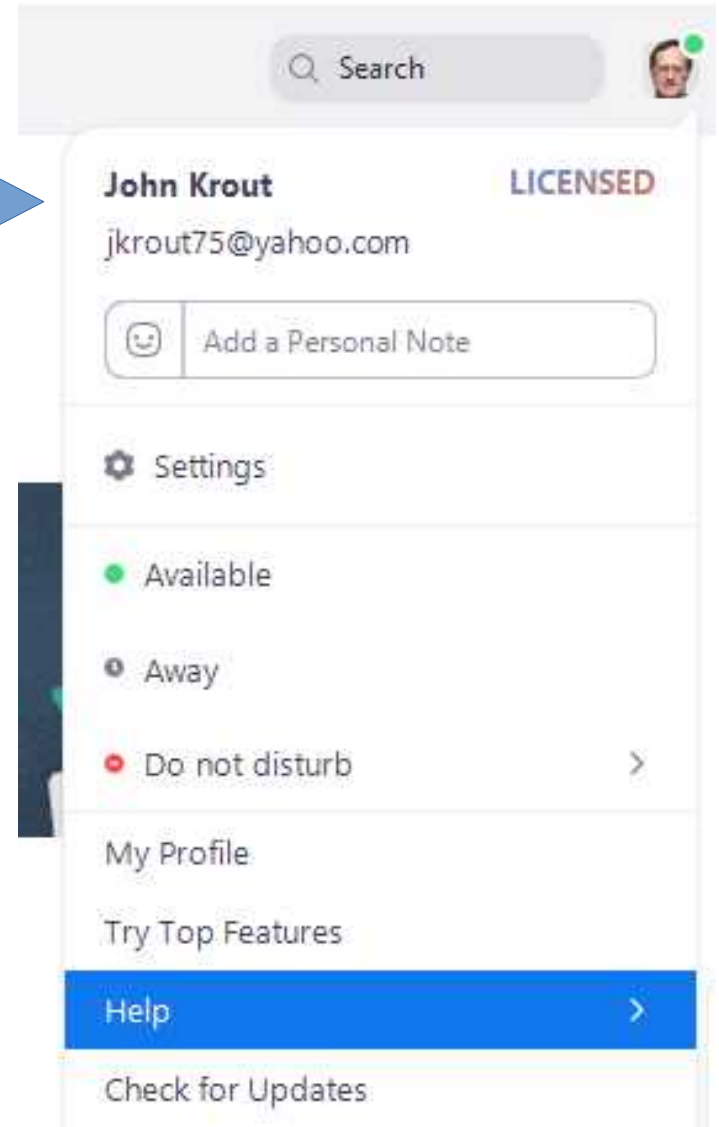 Search
John Krout LICENSED
jkrout75@yahoo.com
Add a Personal Note
Settings
Available
Away
Do not disturb
My Profile
Try Top Features
Help
Check for Updates